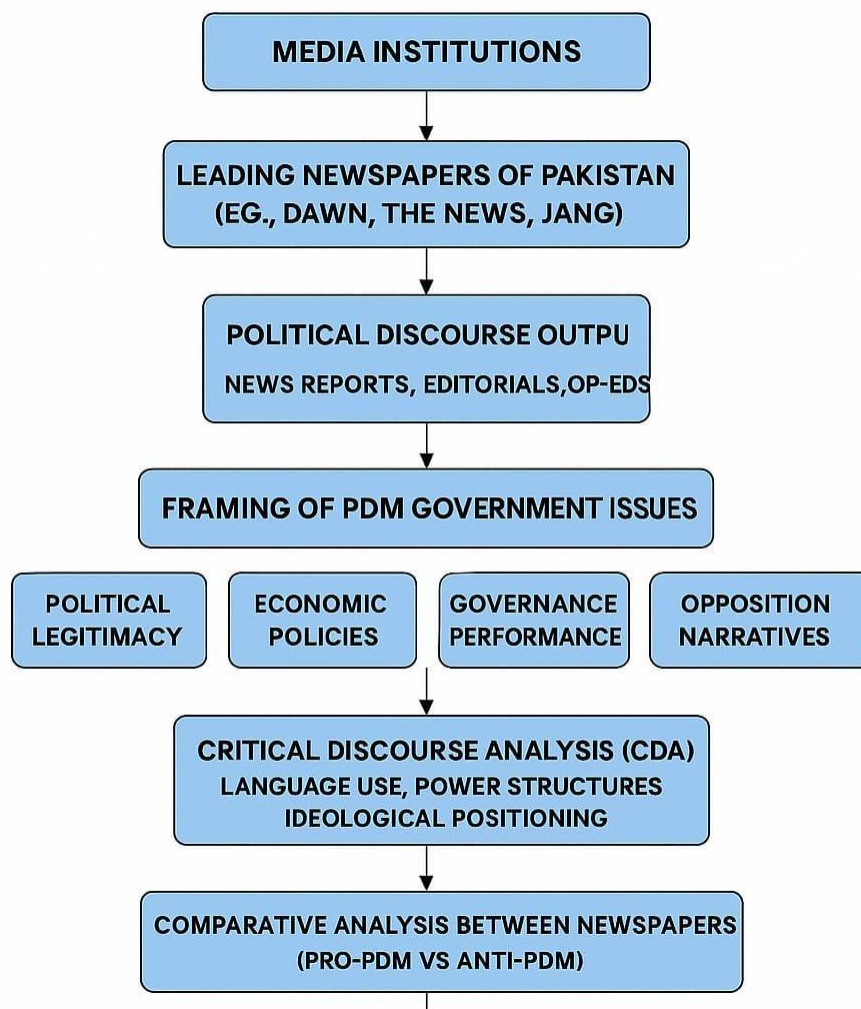 MEDIA INSTITUTIONS
LEADING NEWSPAPERS OF PAKISTAN
(EG., DAWN, THE NEWS, JANG)
POLITICAL DISCOURSE OUTPU
NEWS REPORTS, EDITORIALS,OP-EDS
FRAMING OF PDM GOVERNMENT ISSUES
POLITICAL
LEGITIMACY
ECONOMIC
POLICIES
GOVERNANCE
PERFORMANCE
OPPOSITION
NARRATIVES
CRITICAL DISCOURSE ANALYSIS (CDA)
LANGUAGE USE, POWER STRUCTURES
IDEOLOGICAL POSITIONING
COMPARATIVE ANALYSIS BETWEEN NEWSPAPERS
(PRO-PDM VS ANTI-PDM)